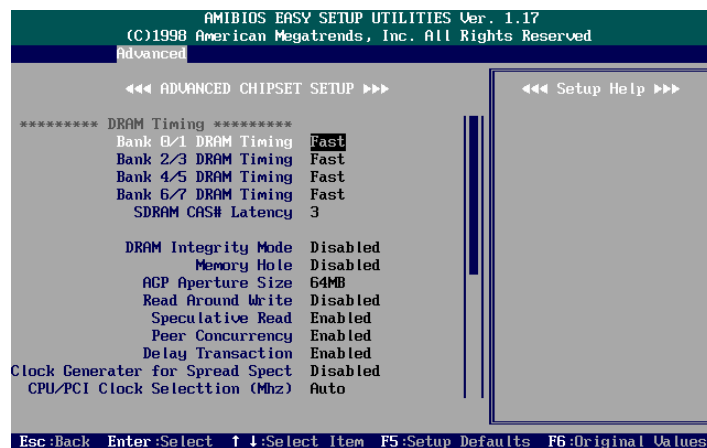 AMIBIOS EASY SETUP UTILITIES Ver. 1.17
(C)1998 American Megatrends, Inc. All Rights Reserved
Advanced
◄◄◄ ADVANCED CHIPSET SETUP ►►►
◄◄◄ Setup Help ►►►
********* DRAM Timing *********
Bank 0/1 DRAM Timing Fast
Bank 2/3 DRAM Timing Fast
Bank 4/5 DRAM Timing Fast
Bank 6/7 DRAM Timing Fast
SDRAM CAS# Latency 3
DRAM Integrity Mode Disabled
Memory Hole Disabled
AGP Aperture Size 64MB
Read Around Write Disabled
Speculative Read Enabled
Peer Concurrency Enabled
Delay Transaction Enabled
Clock Generater for Spread Spect Disabled
CPU/PCI Clock Selecttion (Mhz) Auto
Esc:Back Enter:Select ↑↓:Select Item F5:Setup Defaults F6:Original Values